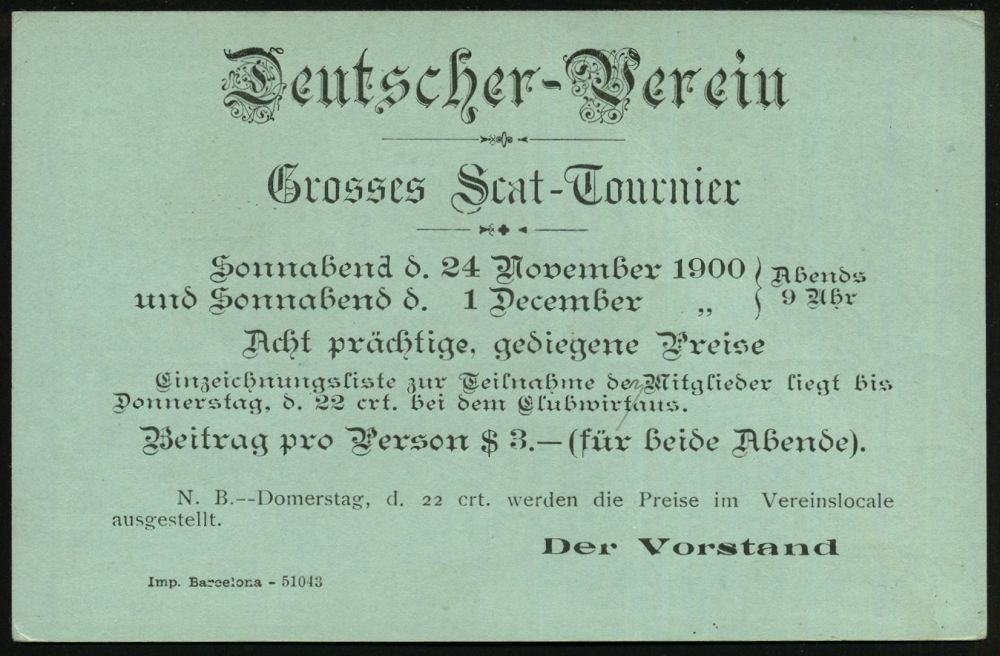 Deutscher-Verein
Grosses Scat-Tournier
Sonnabend d. 24 November 1900 } Abends
und Sonnabend d. 1 December „ } 9 Uhr
Acht prächtige, gediegene Preise
Einzeichnungsliste zur Teilnahme der Mitglieder liegt bis
Donnerstag, d. 22 crt. bei dem Clubwirt aus.
Beitrag pro Person $ 3.—(für beide Abende).
N. B.--Domerstag, d. 22 crt. werden die Preise im Vereinslocale
ausgestellt.
Der Vorstand
Imp. Barcelona - 51043